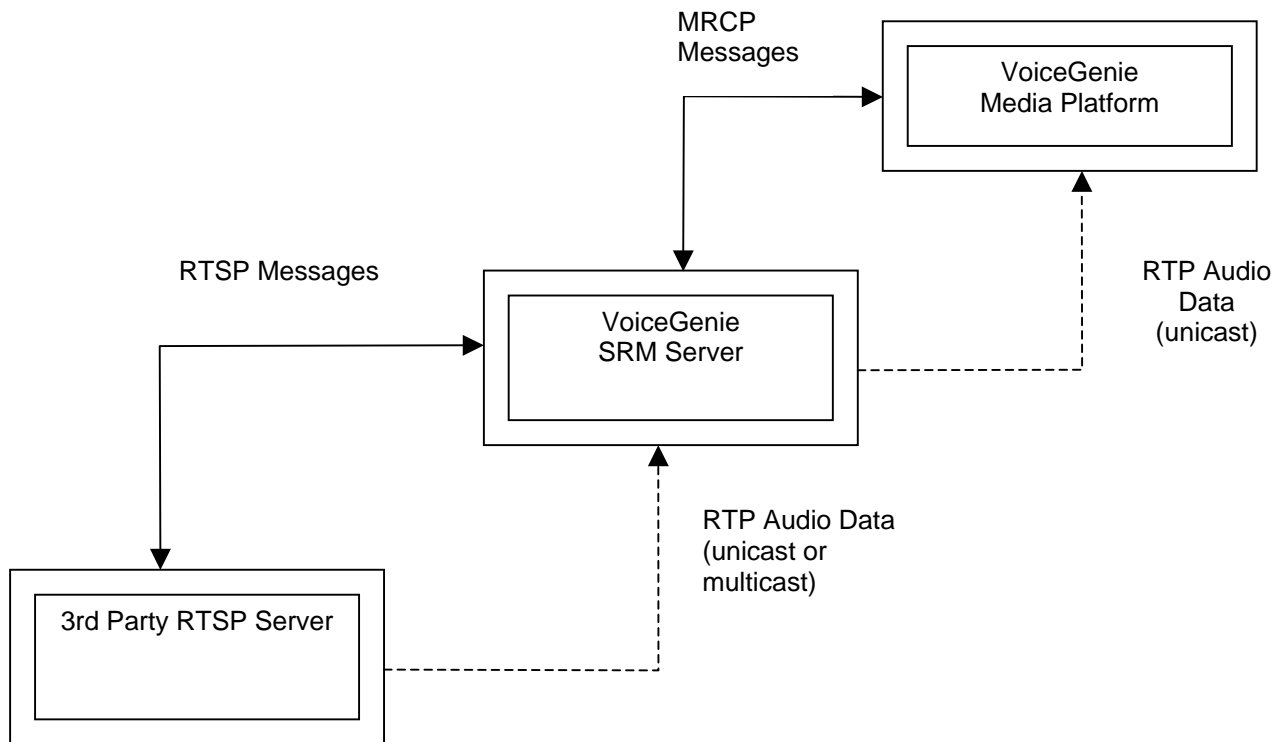 MRCP
Messages
VoiceGenie
Media Platform
RTSP Messages
RTP Audio
Data
(unicast)
VoiceGenie
SRM Server
RTP Audio Data
(unicast or
multicast)
3rd Party RTSP Server